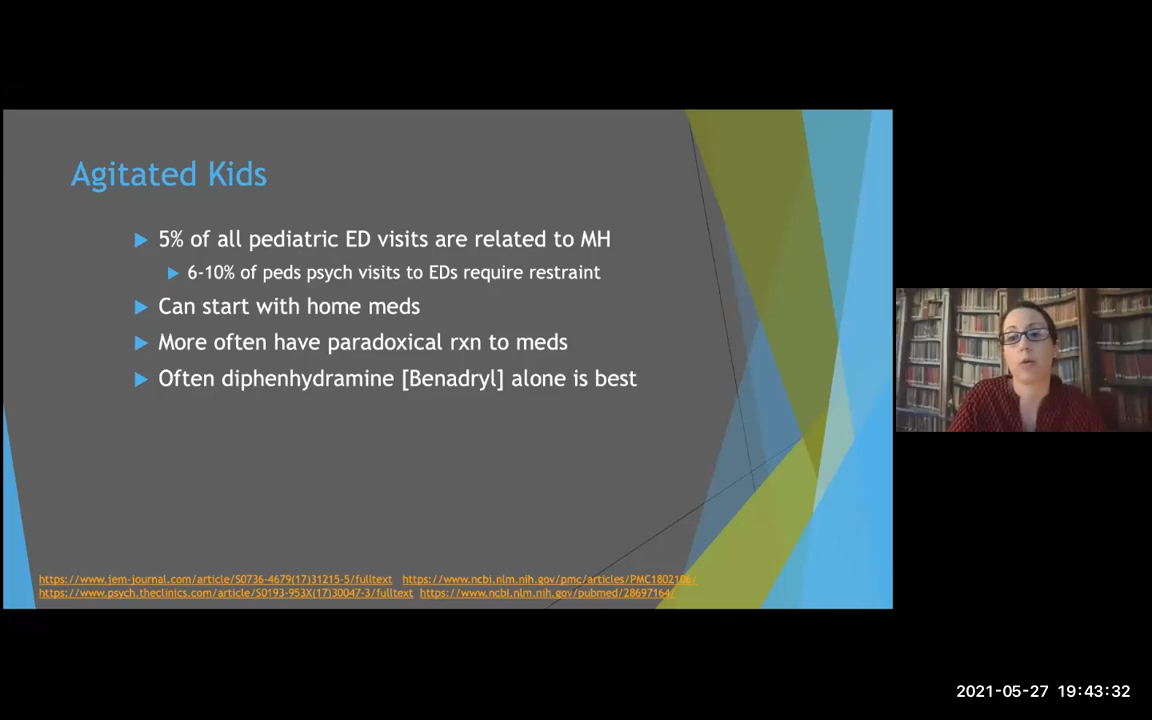 Agitated Kids
5% of all pediatric ED visits are related to MH
6-10% of peds psych visits to EDs require restraint
Can start with home meds
More often have paradoxical rxn to meds
Often diphenhydramine [Benadryl] alone is best
https://www.jem-journal.com/article/S0736-4679(17)31215-5/fulltext https://www.ncbi.nlm.nih.gov/pmc/articles/PMC1802106/
https://www.psych.theclinics.com/article/S0193-953X(17)30047-3/fulltext https://www.ncbi.nlm.nih.gov/pubmed/28697164/
2021-05-27 19:43:32